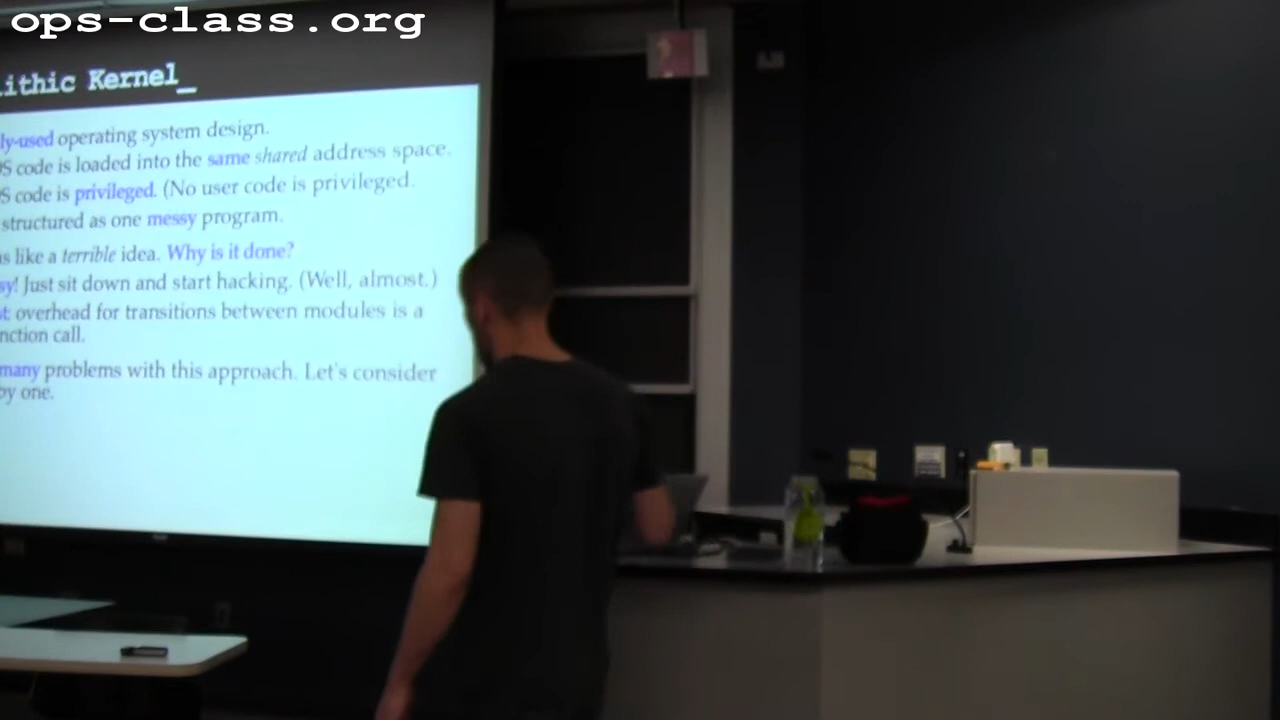 ops-class.org
ithic Kernel_
ly-used operating system design.
OS code is loaded into the same shared address space.
OS code is privileged. (No user code is privileged.
structured as one messy program.
s like a terrible idea. Why is it done?
sy! Just sit down and start hacking. (Well, almost.)
st: overhead for transitions between modules is a
nction call.
many problems with this approach. Let's consider
by one.